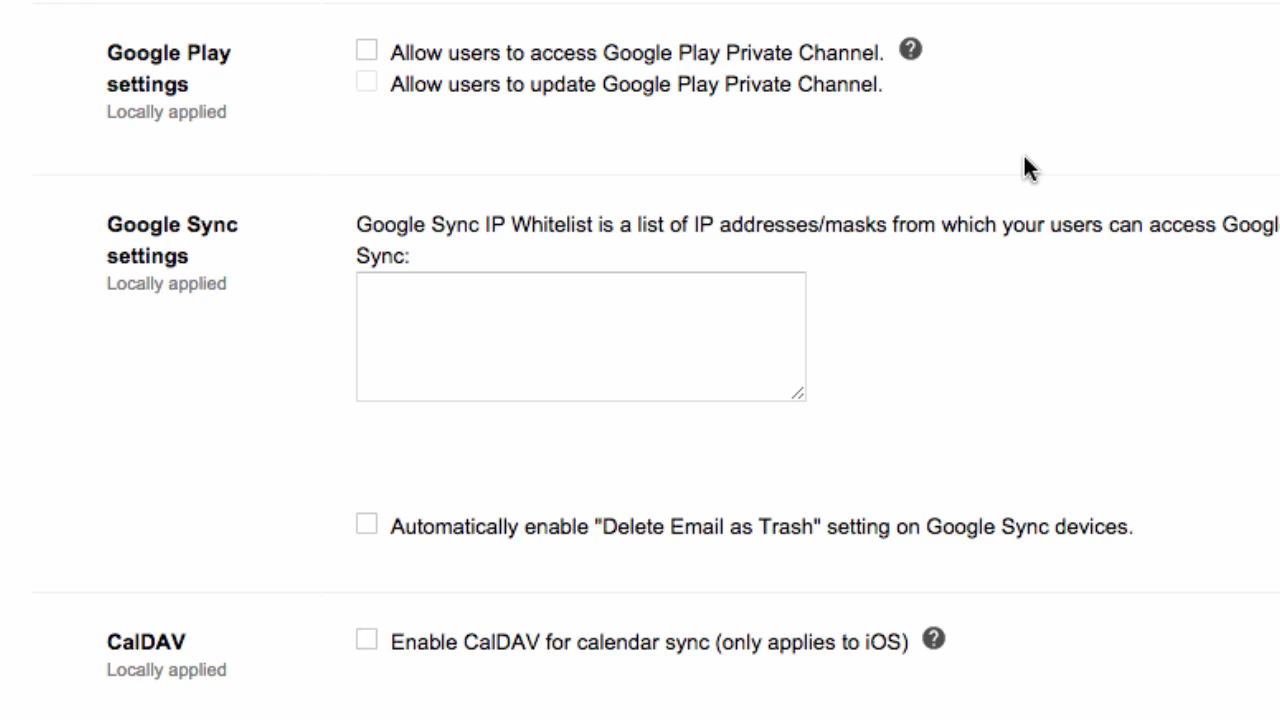 Google Play
settings
Locally applied
Allow users to access Google Play Private Channel. ?
Allow users to update Google Play Private Channel.
Google Sync
settings
Locally applied
Google Sync IP Whitelist is a list of IP addresses/masks from which your users can access Googl
Sync:
Automatically enable "Delete Email as Trash" setting on Google Sync devices.
CalDAV
Locally applied
Enable CalDAV for calendar sync (only applies to iOS) ?